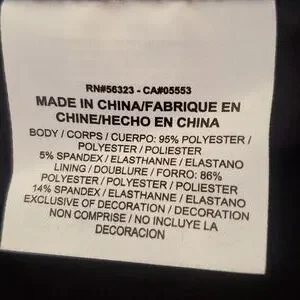 RN#56323 - CA#05553
MADE IN CHINA/FABRIQUE EN
CHINE/HECHO EN CHINA
BODY / CORPS / CUERPO: 95% POLYESTER /
POLYESTER / POLIESTER
5% SPANDEX / ELASTHANNE / ELASTANO
LINING / DOUBLURE / FORRO: 86%
POLYESTER / POLYESTER / POLIESTER
14% SPANDEX / ELASTHANNE / ELASTANO
EXCLUSIVE OF DECORATION / DECORATION
NON COMPRISE / NO INCLUYE LA
DECORACION